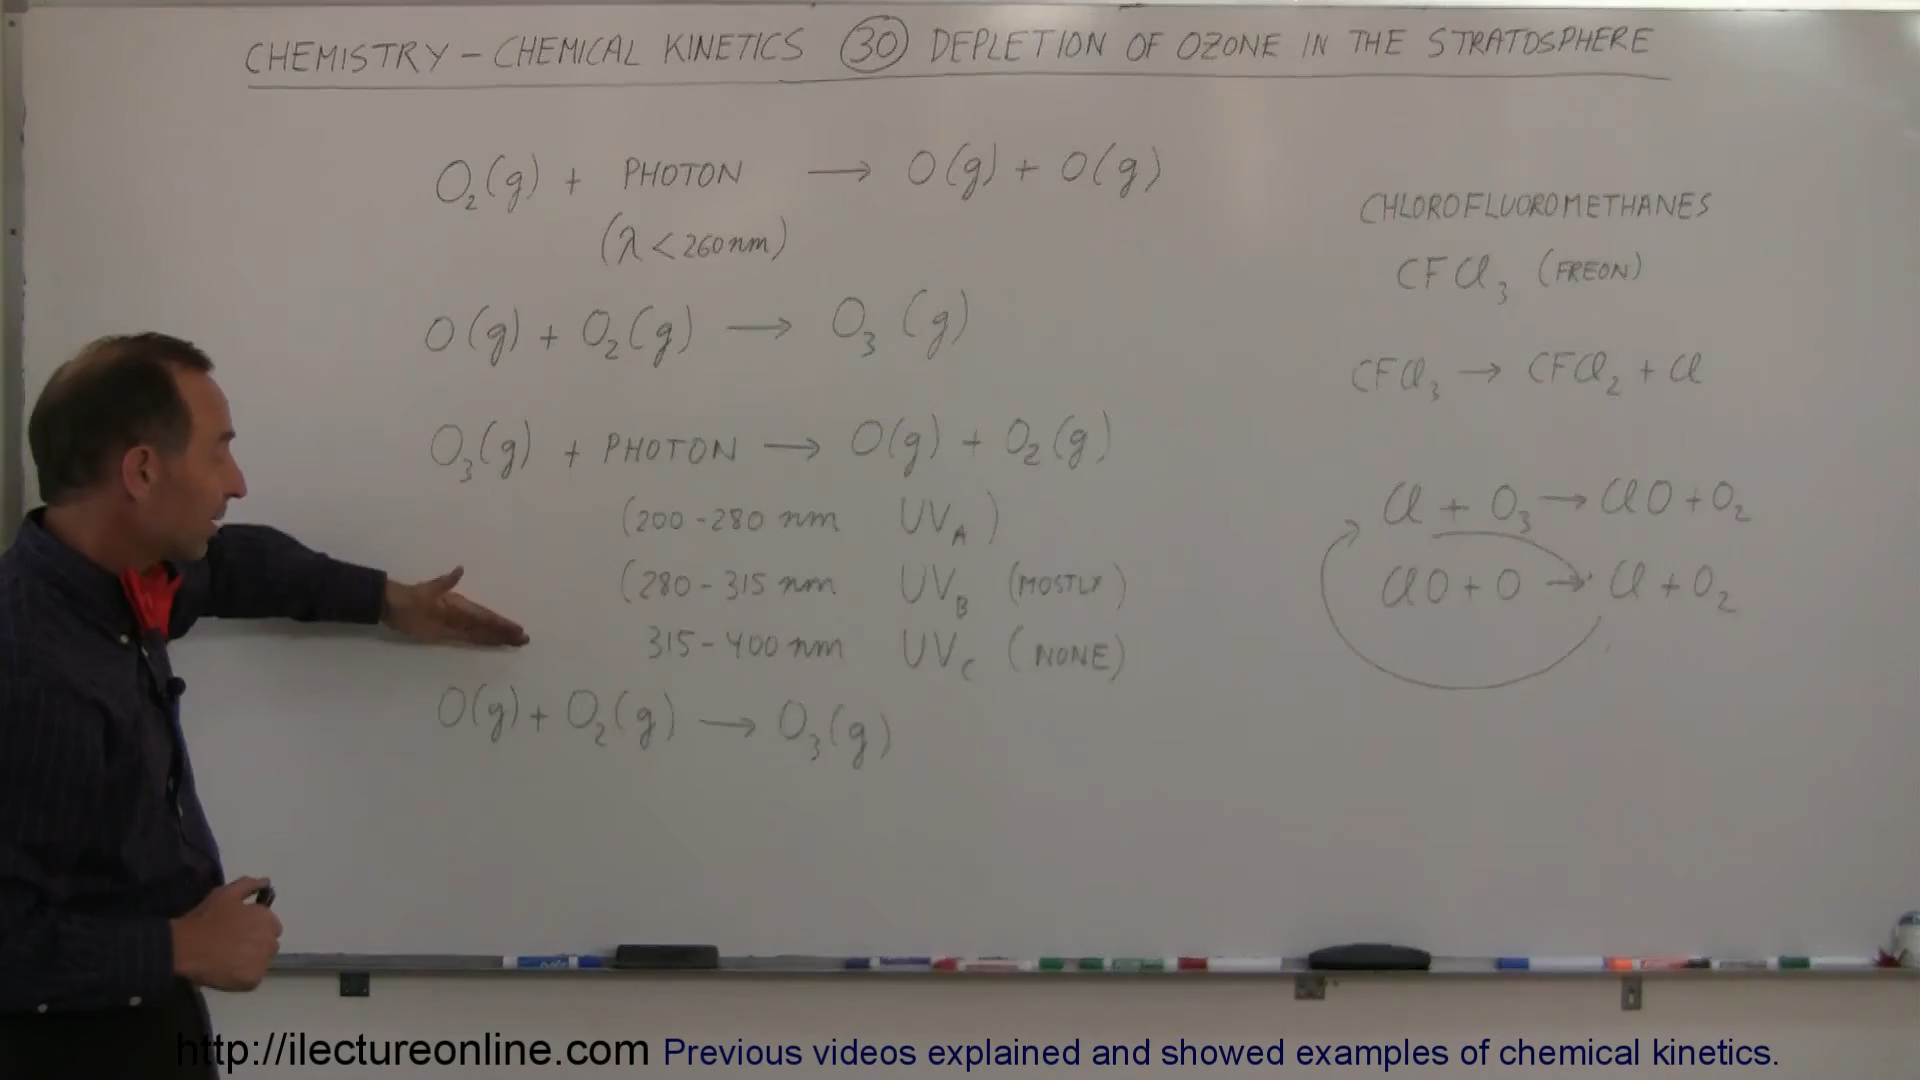 CHEMISTRY - CHEMICAL KINETICS 30 DEPLETION OF OZONE IN THE STRATOSPHERE
O₂(g) + PHOTON → O(g) + O(g)
(λ < 260 nm)
O(g) + O₂(g) → O₃(g)
O₃(g) + PHOTON → O(g) + O₂(g)
(200-280 nm UV_A)
(280-315 nm UV_B (MOSTLY)
315-400 nm UV_C (NONE)
O(g) + O₂(g) → O₃(g)
CHLOROFLUOROMETHANES
CFCl₃ (FREON)
CFCl₃ → CFCl₂ + Cl
Cl + O₃ → ClO + O₂
ClO + O → Cl + O₂
http://ilectureonline.com Previous videos explained and showed examples of chemical kinetics.